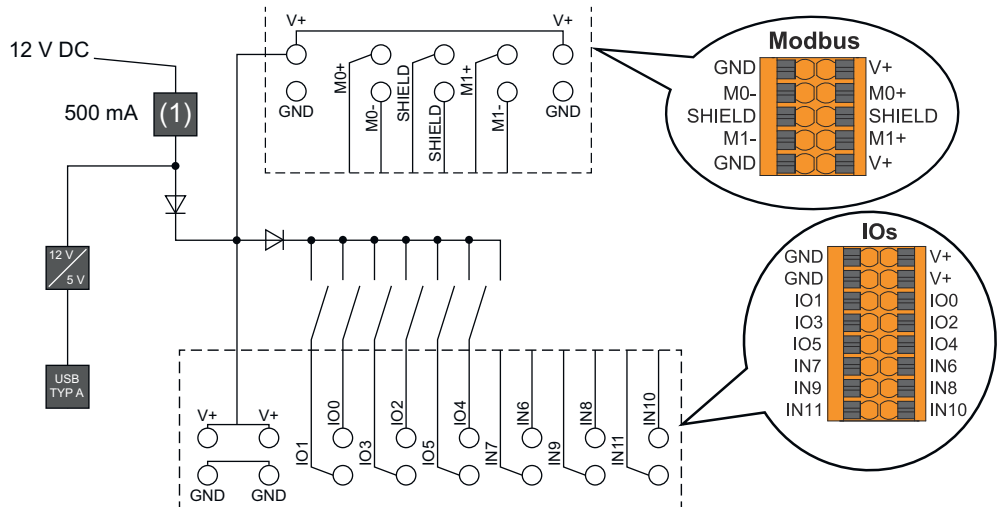 12 V DC
500 mA
(1)
12 V
5 V
USB
TYP A
V+
V+
GND
M0+
M0-
SHIELD
SHIELD
M1+
M1-
GND
Modbus
GND V+
M0- M0+
SHIELD SHIELD
M1- M1+
GND V+
IOs
GND V+
GND V+
IO1 IO0
IO3 IO2
IO5 IO4
IN7 IN6
IN9 IN8
IN11 IN10
V+ V+
GND GND
IO1
IO0
IO3
IO2
IO5
IO4
IN7
IN6
IN9
IN8
IN11
IN10